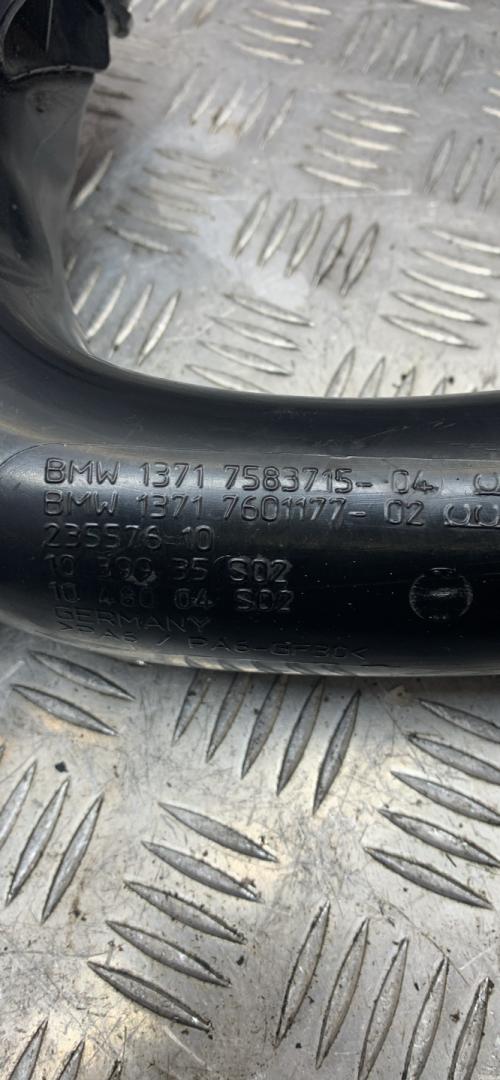 BMW 1371 7583715- 04
BMW 1371 7601177- 02
235576-10
10 399 35 S02
10 480 04 S02
GERMANY
>PA6 / PA6-GF30<